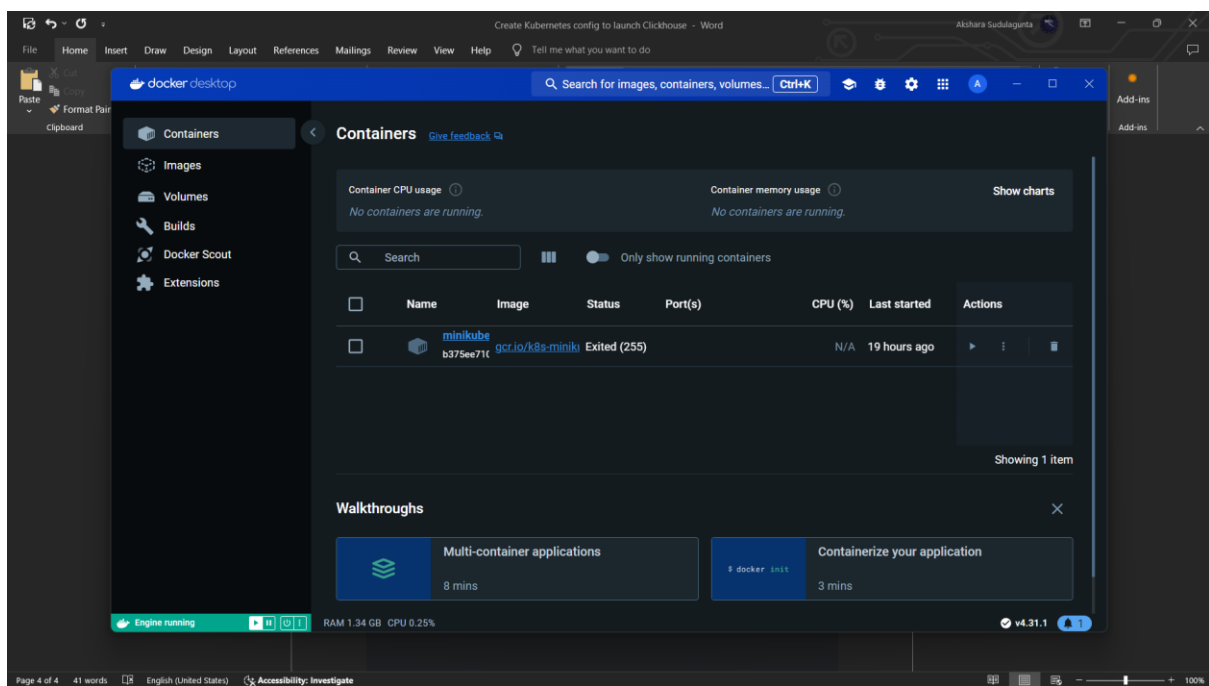 Create Kubernetes config to launch Clickhouse - Word
Akshara Sudulagunta
File Home Insert Draw Design Layout References Mailings Review View Help Tell me what you want to do
Cut
Copy
Paste
Format Pain
Clipboard
Add-ins
Add-ins
docker desktop
Search for images, containers, volumes... Ctrl+K
A
Containers
Images
Volumes
Builds
Docker Scout
Extensions
Containers Give feedback
Container CPU usage
No containers are running.
Container memory usage
No containers are running.
Show charts
Search
Only show running containers
Name Image Status Port(s) CPU (%) Last started Actions
minikube
b375ee710 gcr.io/k8s-minik Exited (255) N/A 19 hours ago
Showing 1 item
Walkthroughs
Multi-container applications
8 mins
$ docker init
Containerize your application
3 mins
Engine running
RAM 1.34 GB CPU 0.25%
v4.31.1
1
Page 4 of 4 41 words English (United States) Accessibility: Investigate
100%